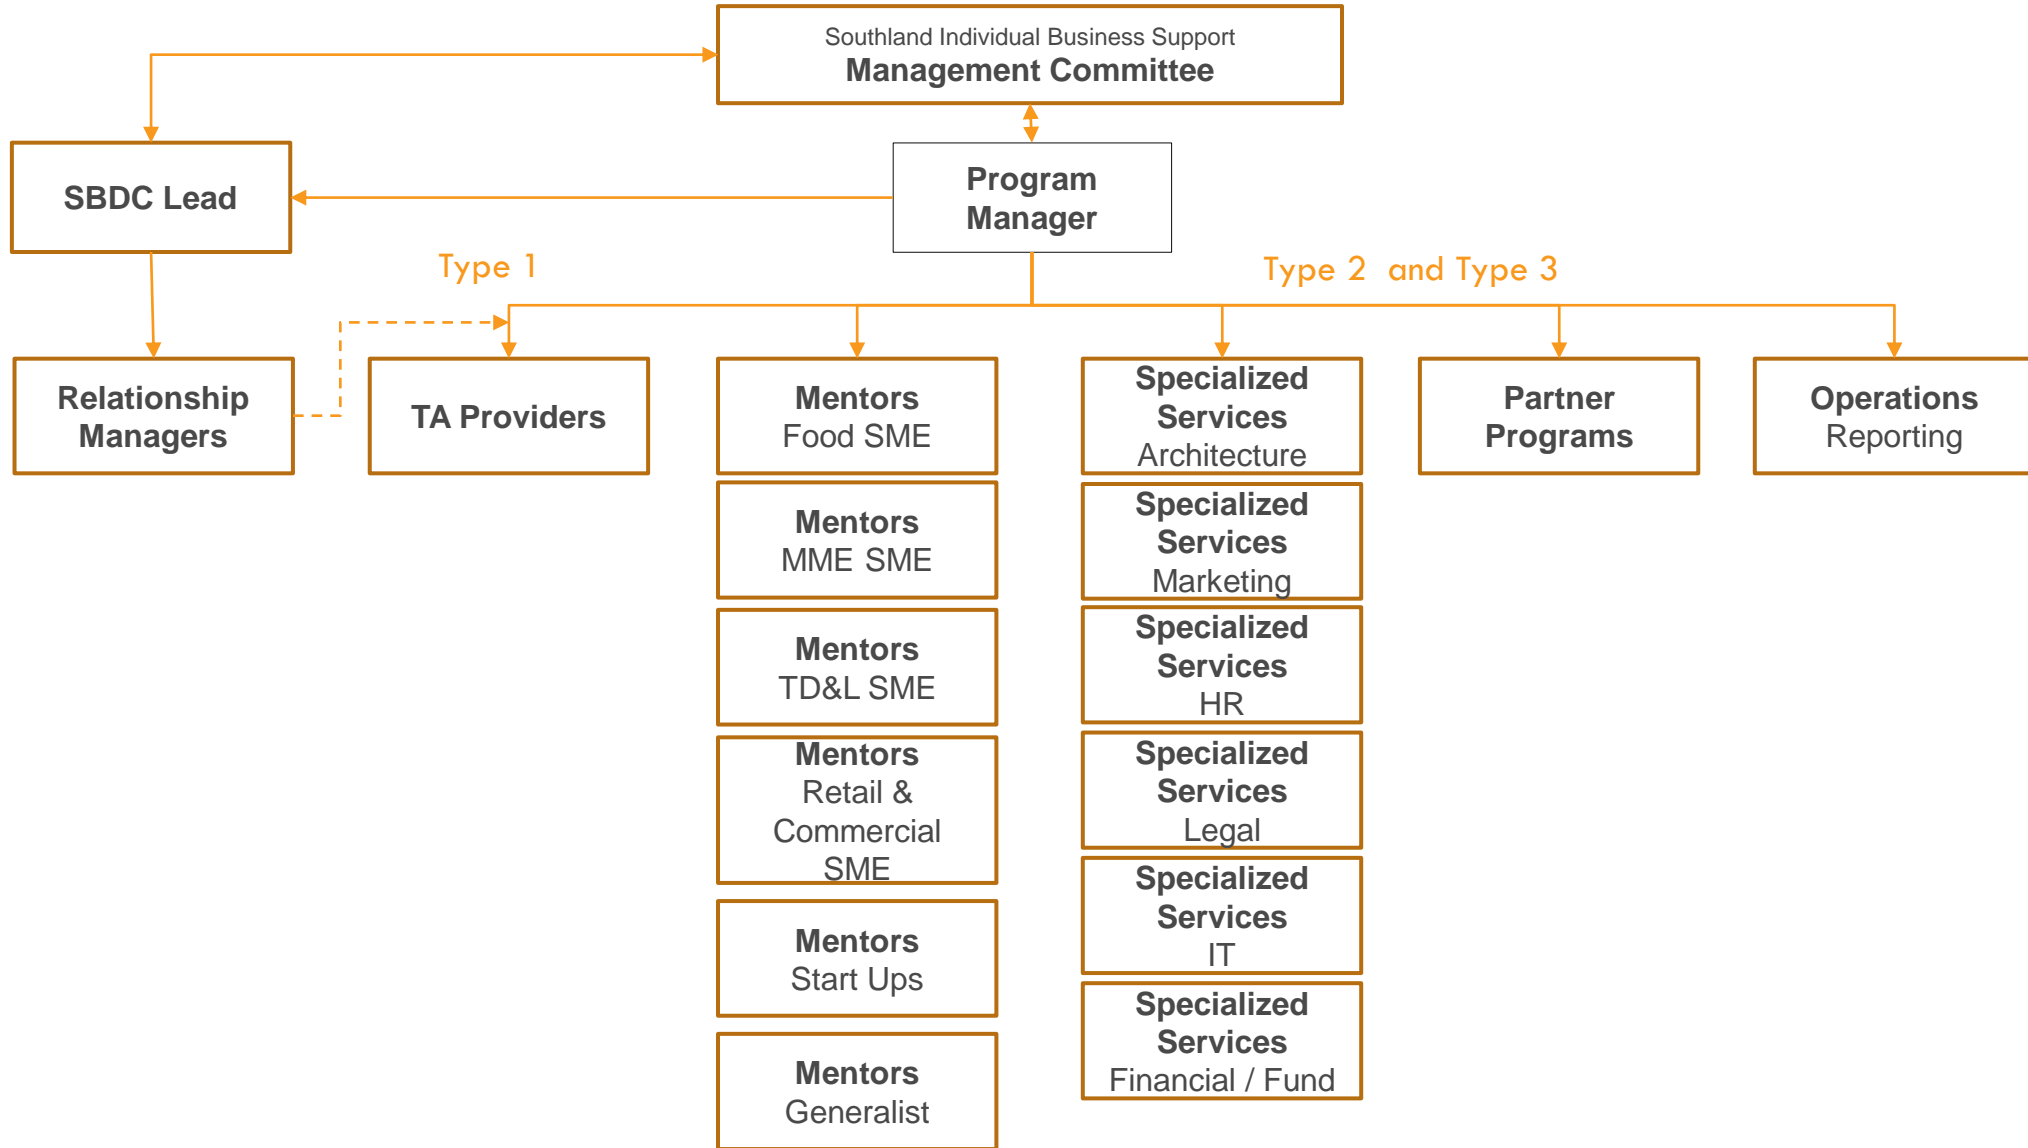 Southland Individual Business Support
Management Committee
SBDC Lead
Program
Manager
Type 1
Type 2 and Type 3
Relationship
Managers
TA Providers
Mentors
Food SME
Specialized
Services
Architecture
Partner
Programs
Operations
Reporting
Mentors
MME SME
Specialized
Services
Marketing
Mentors
TD&L SME
Specialized
Services
HR
Mentors
Retail &
Commercial
SME
Specialized
Services
Legal
Mentors
Start Ups
Specialized
Services
IT
Mentors
Generalist
Specialized
Services
Financial / Fund